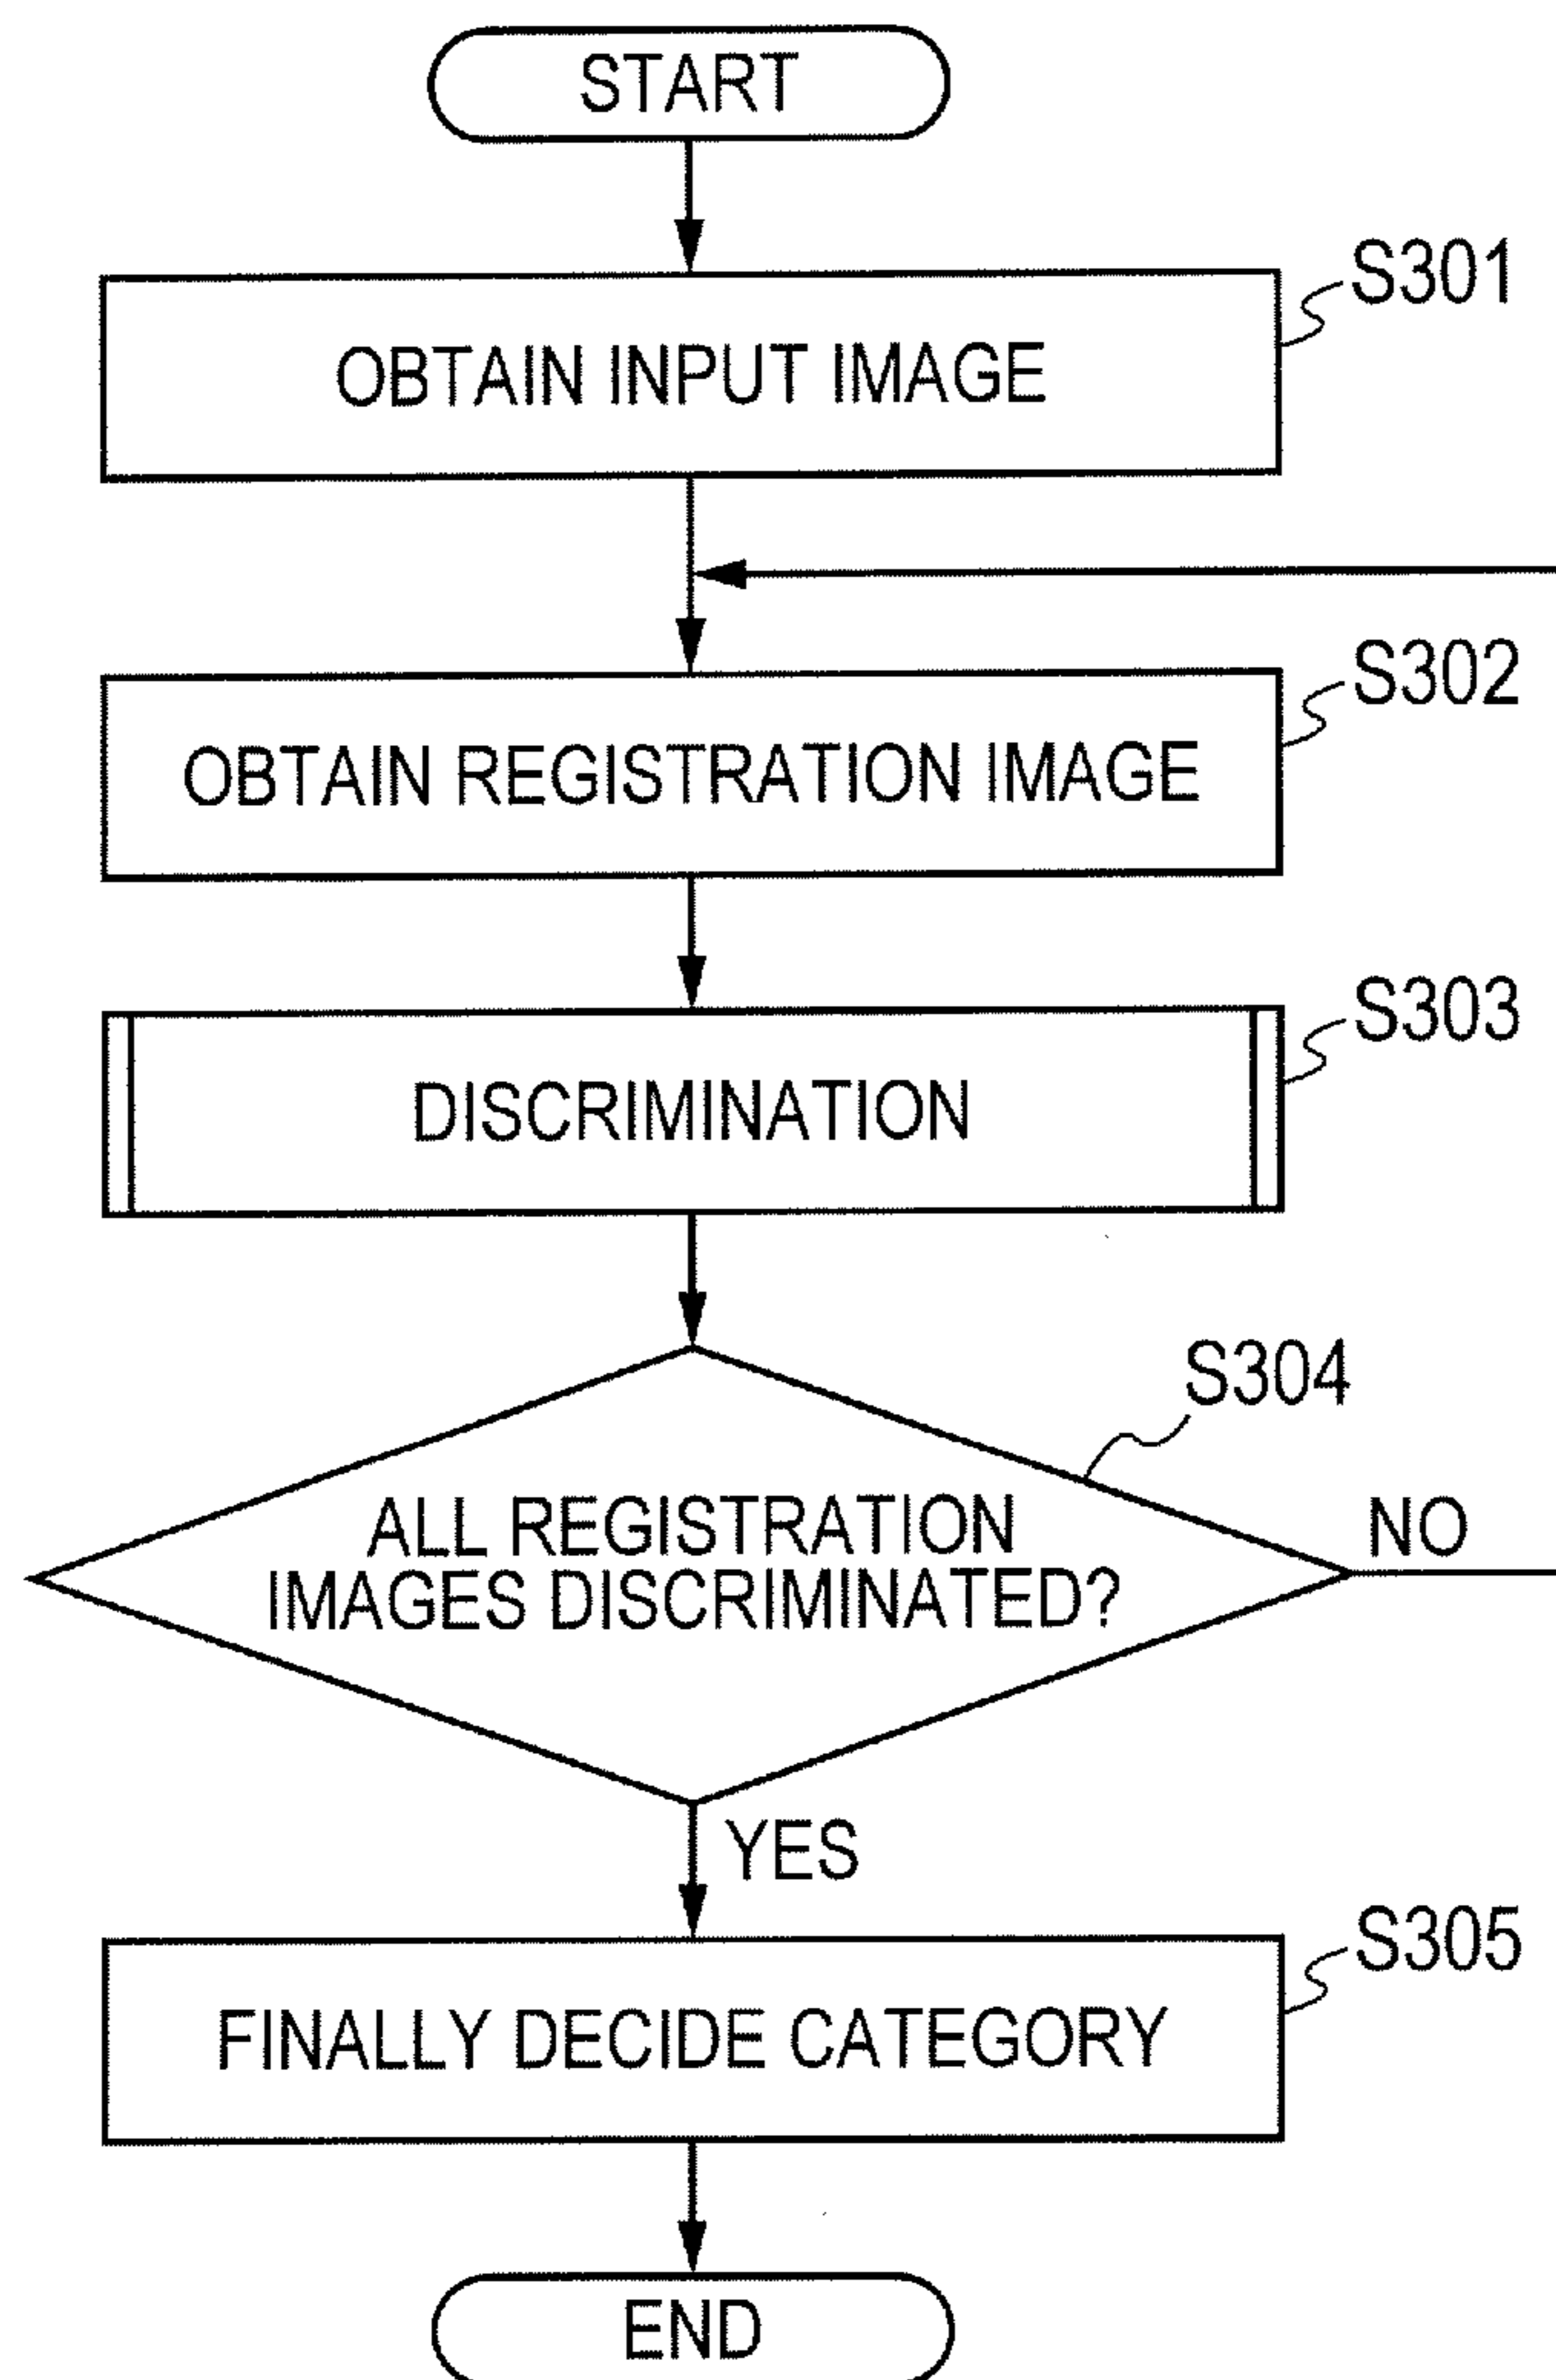 START
S301
OBTAIN INPUT IMAGE
S302
OBTAIN REGISTRATION IMAGE
S303
DISCRIMINATION
S304
ALL REGISTRATION
IMAGES DISCRIMINATED?
NO
YES
S305
FINALLY DECIDE CATEGORY
END